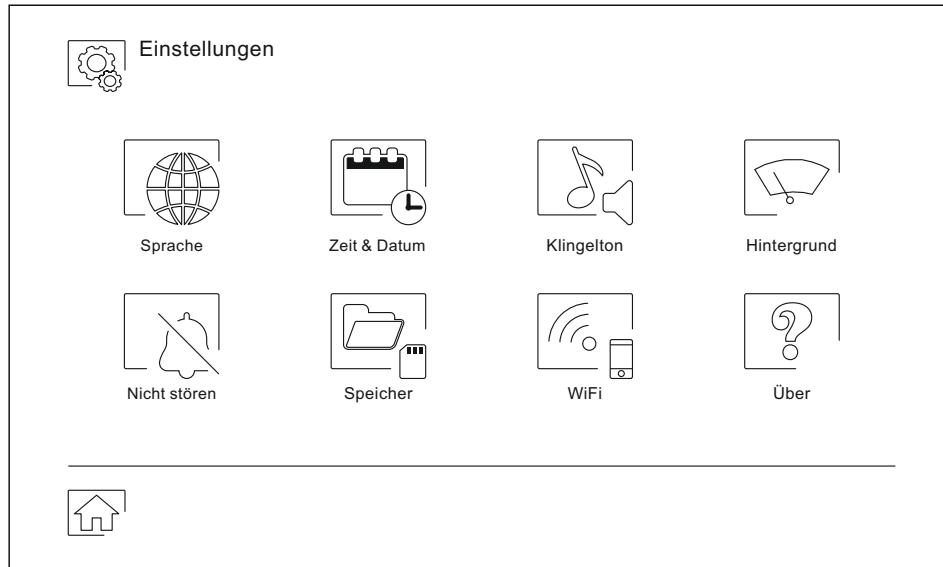 Einstellungen
Sprache
Zeit & Datum
Klingelton
Hintergrund
Nicht stören
Speicher
WiFi
Über